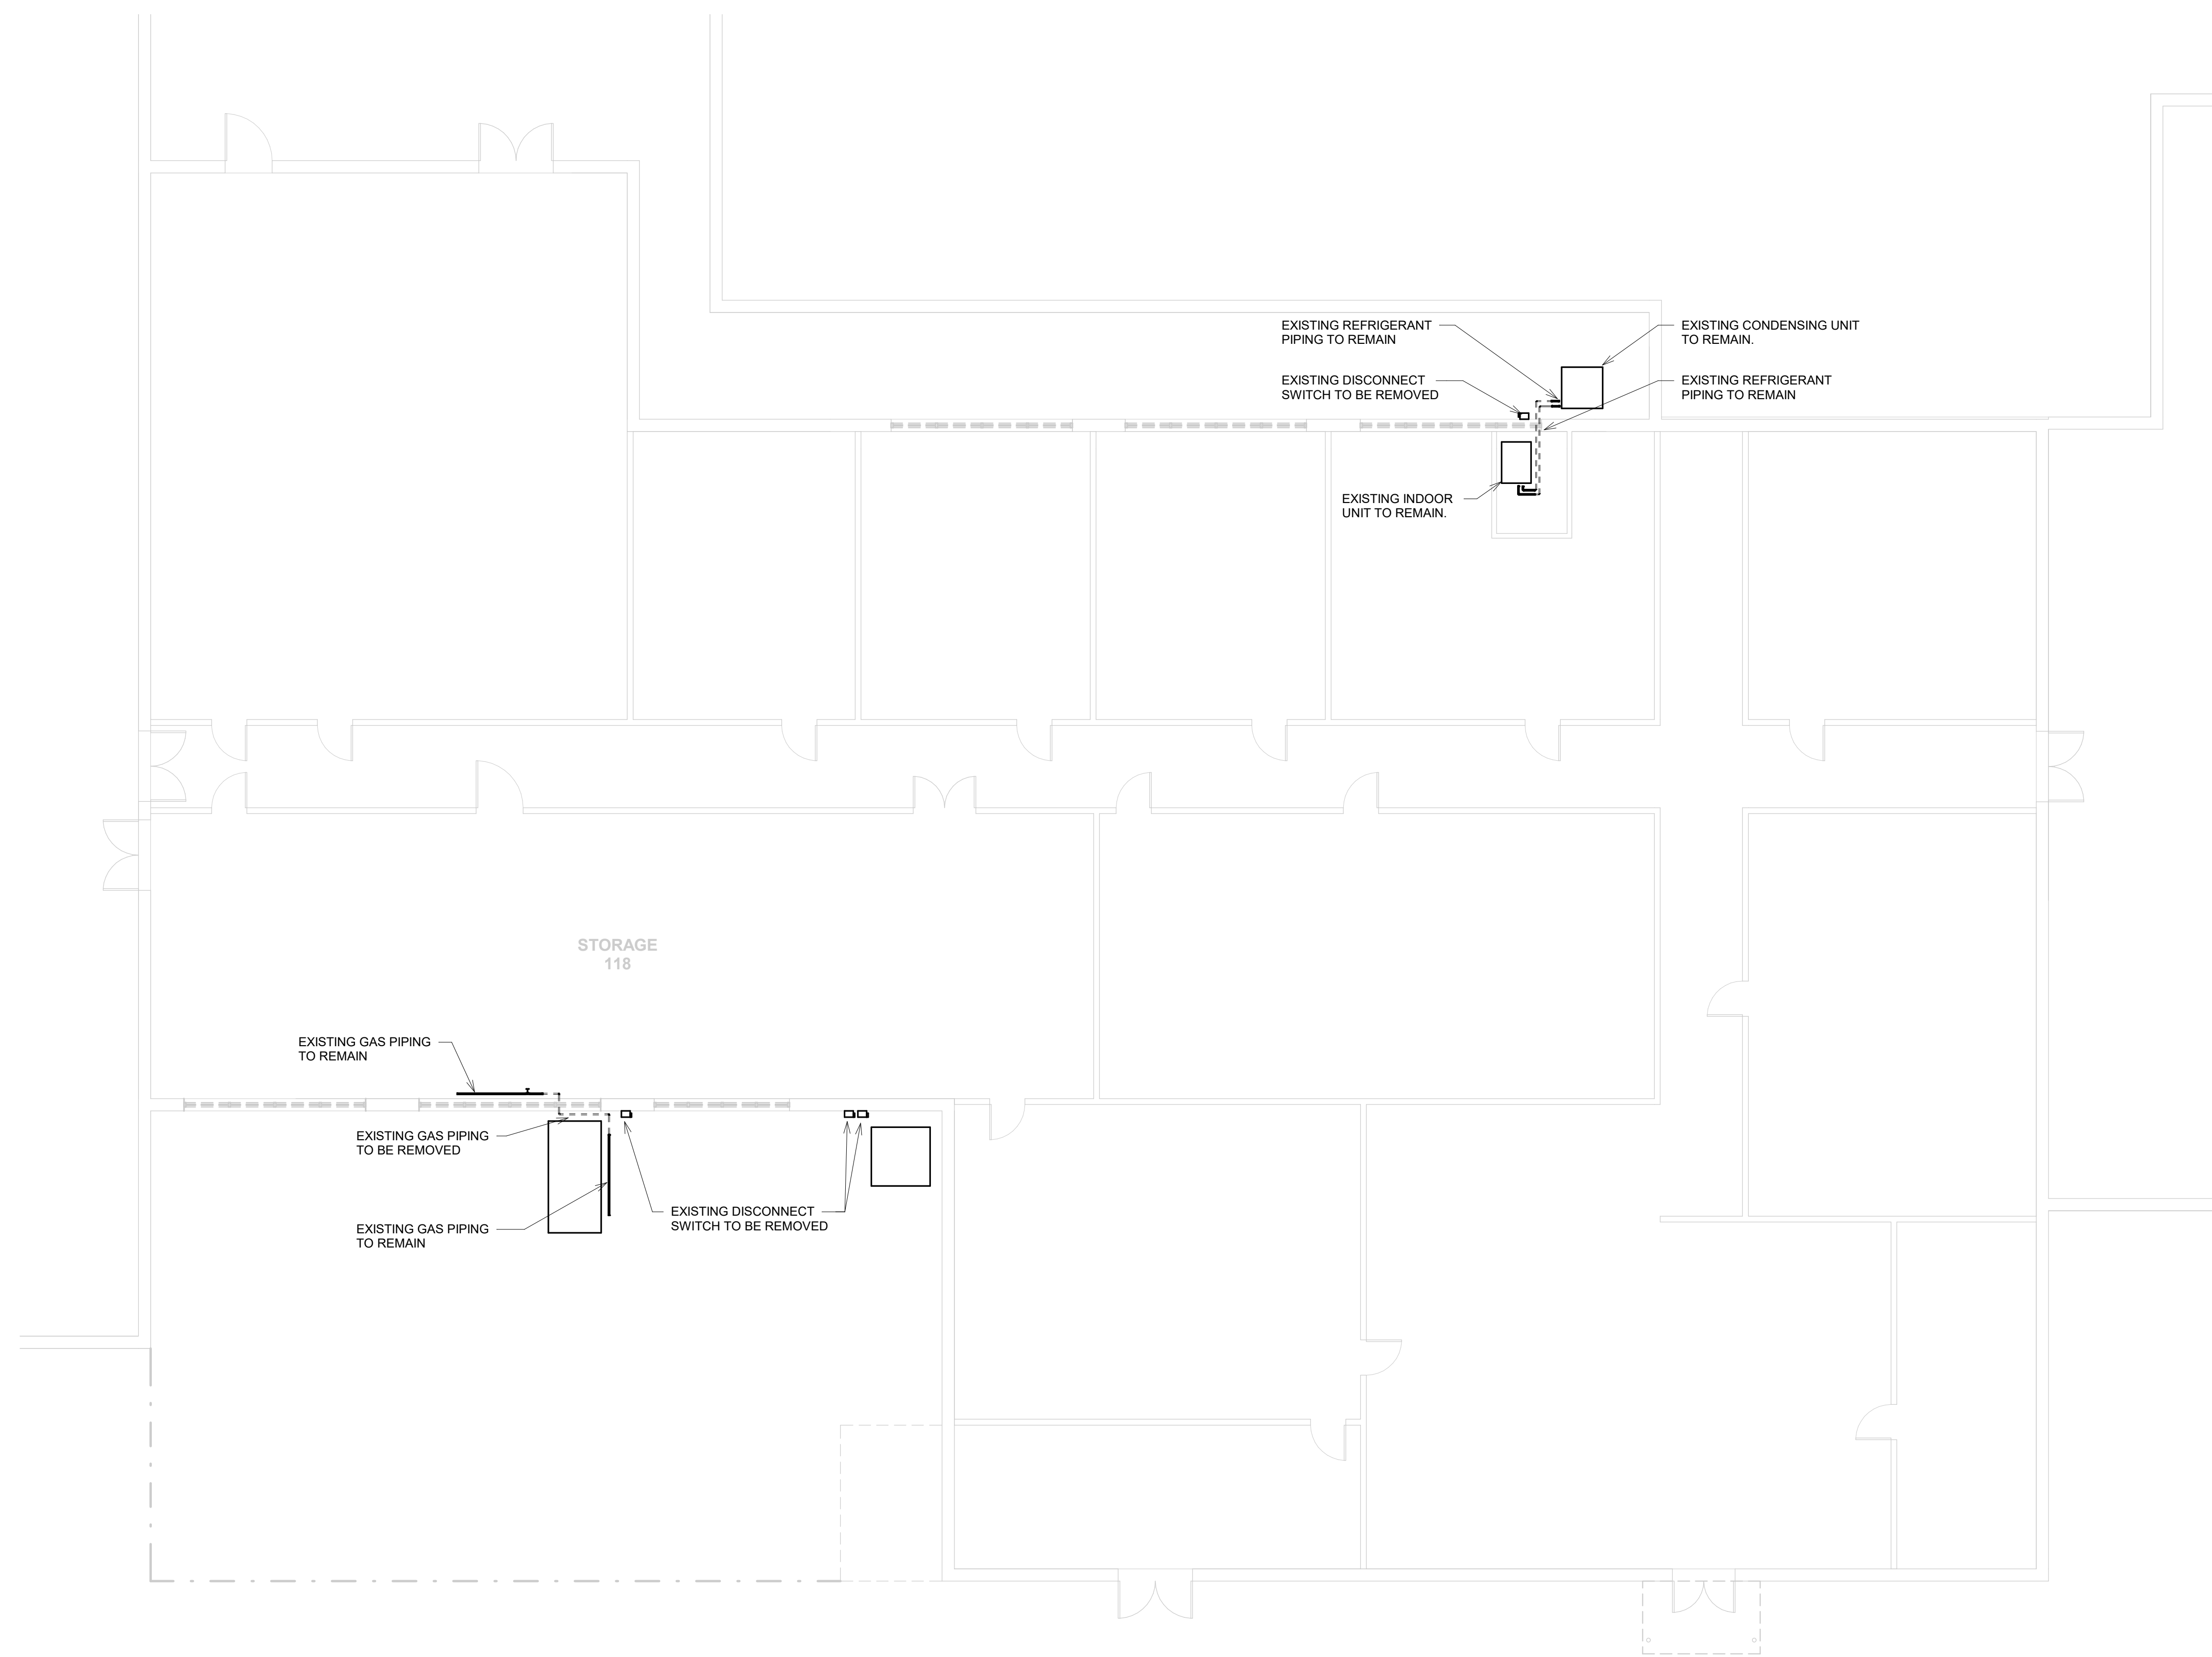 EXISTING REFRIGERANT
PIPING TO REMAIN
EXISTING CONDENSING UNIT
TO REMAIN.
EXISTING DISCONNECT
SWITCH TO BE REMOVED
EXISTING REFRIGERANT
PIPING TO REMAIN
EXISTING INDOOR
UNIT TO REMAIN.
STORAGE
118
EXISTING GAS PIPING
TO REMAIN
EXISTING GAS PIPING
TO BE REMOVED
EXISTING DISCONNECT
SWITCH TO BE REMOVED
EXISTING GAS PIPING
TO REMAIN